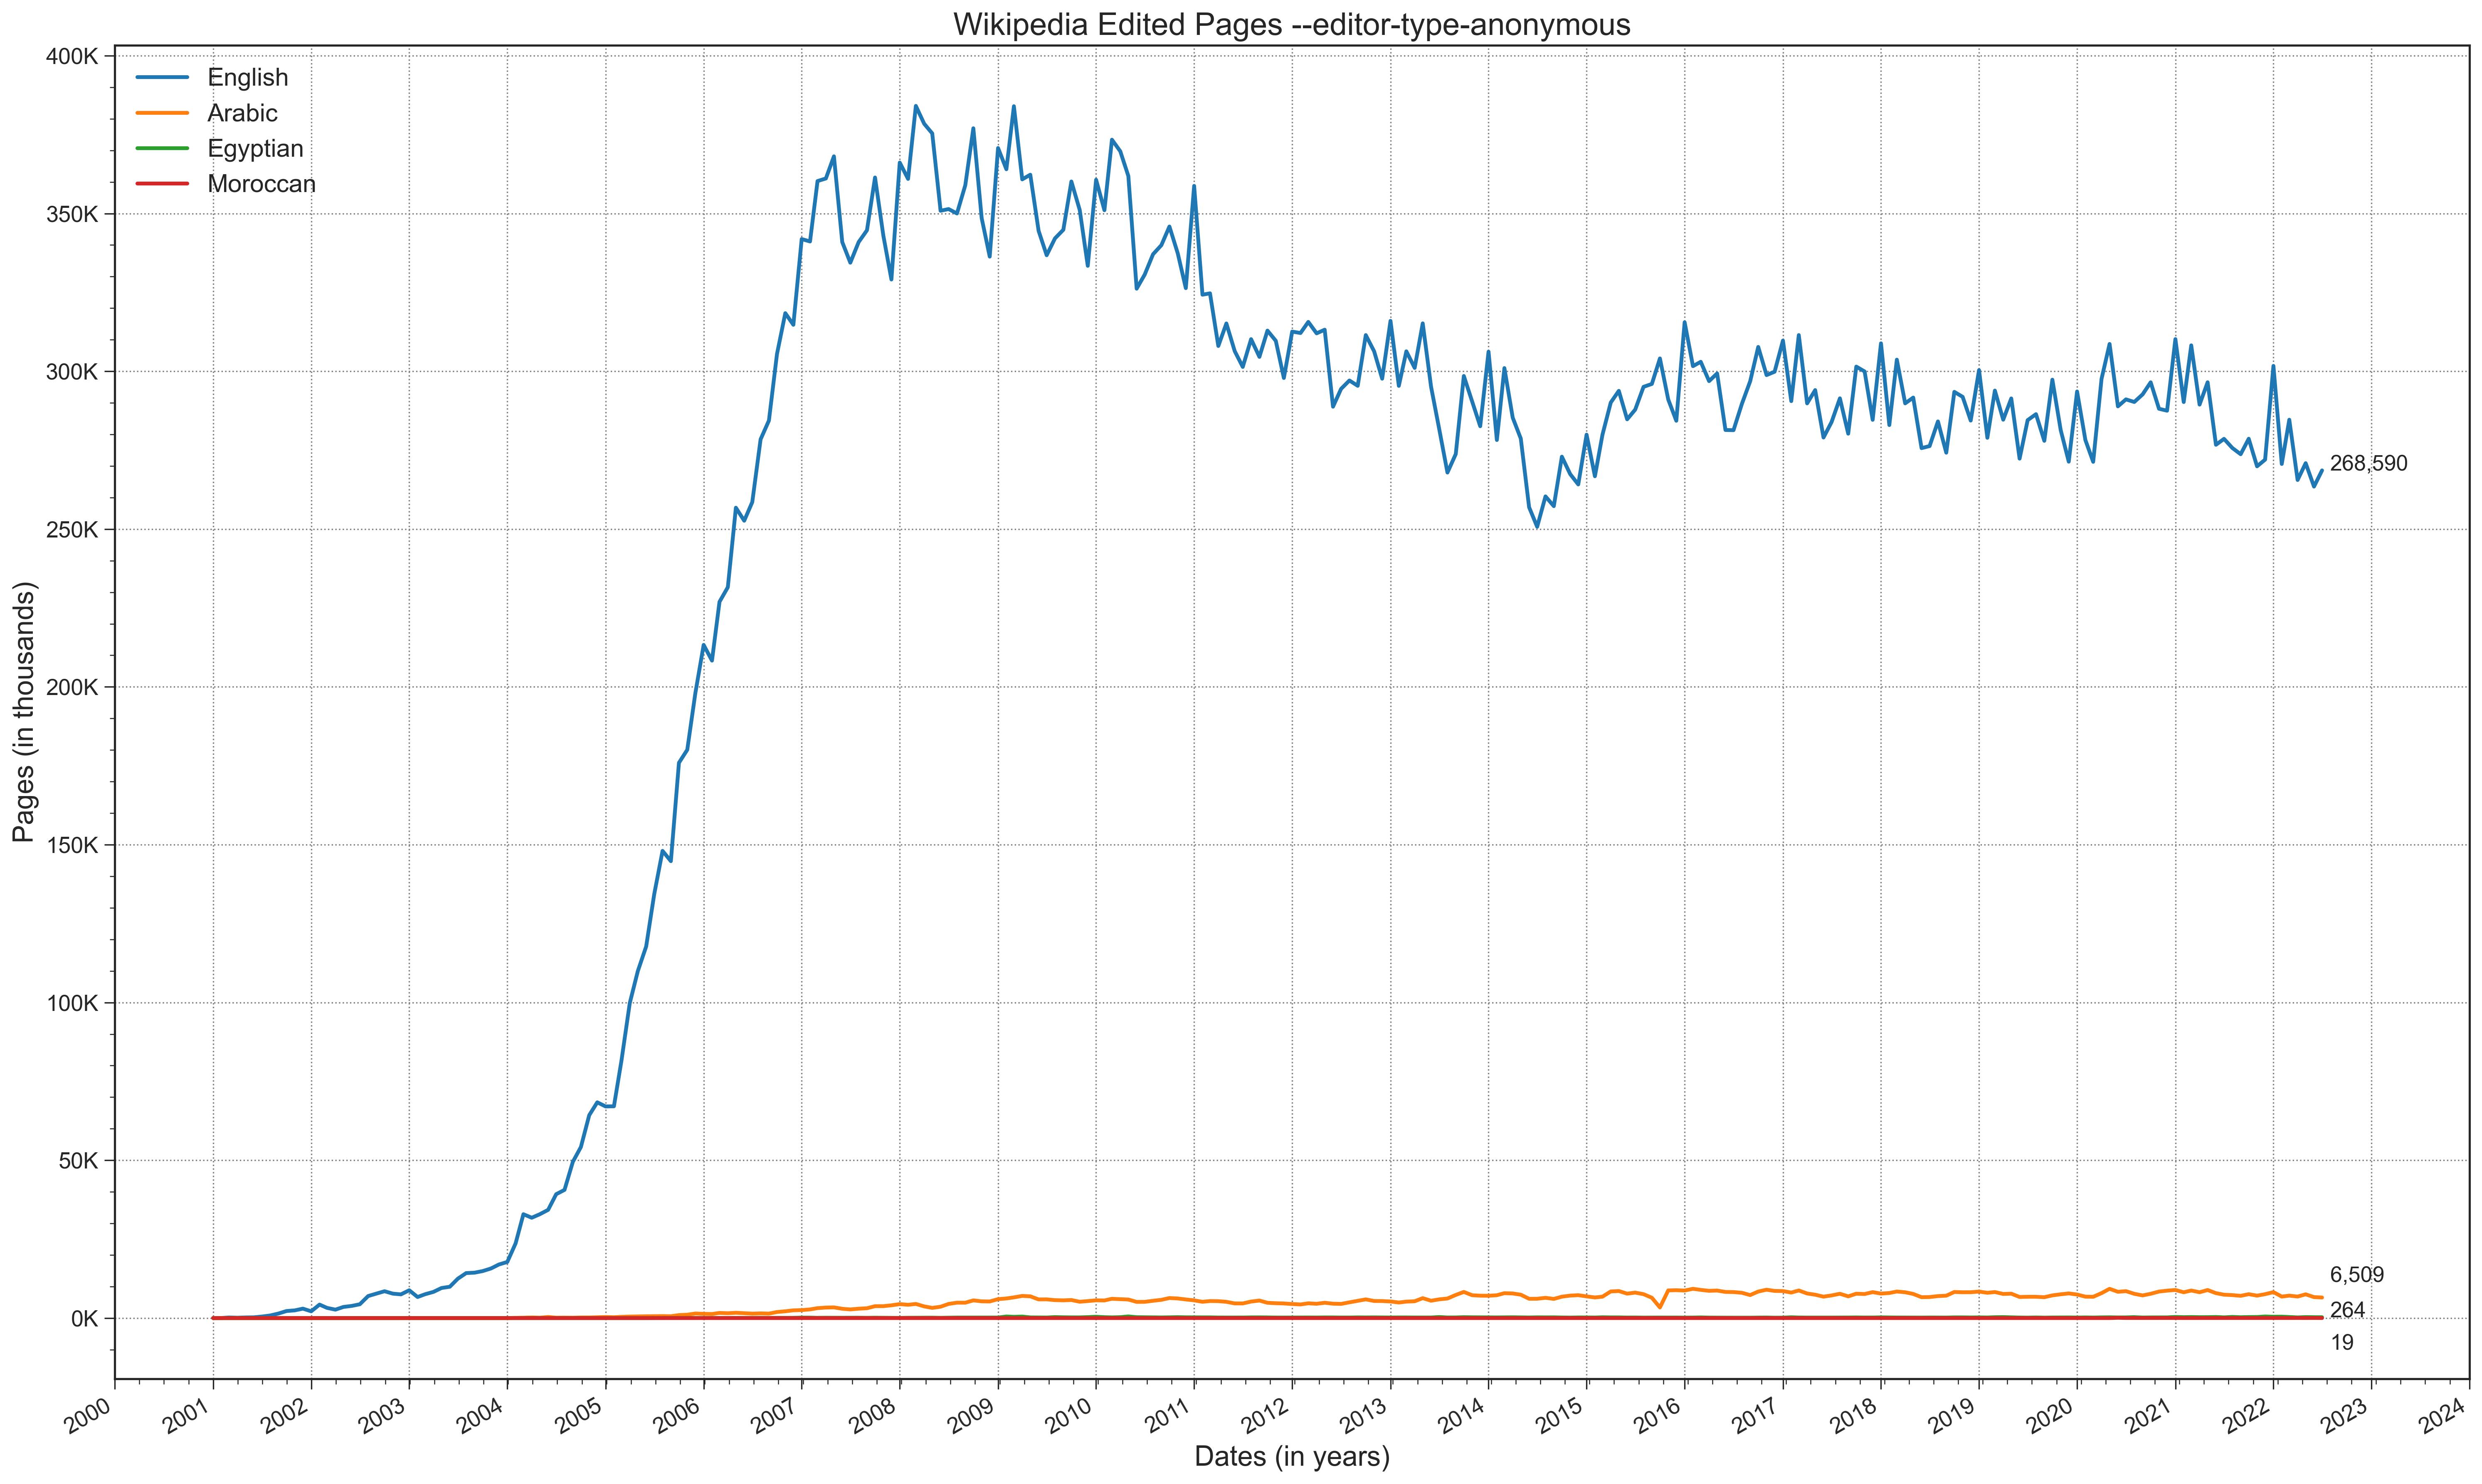 Wikipedia Edited Pages --editor-type-anonymous
English
Arabic
Egyptian
Moroccan
Pages (in thousands)
400K
350K
300K
250K
200K
150K
100K
50K
0K
268,590
6,509
264
19
2000 2001 2002 2003 2004 2005 2006 2007 2008 2009 2010 2011 2012 2013 2014 2015 2016 2017 2018 2019 2020 2021 2022 2023 2024
Dates (in years)